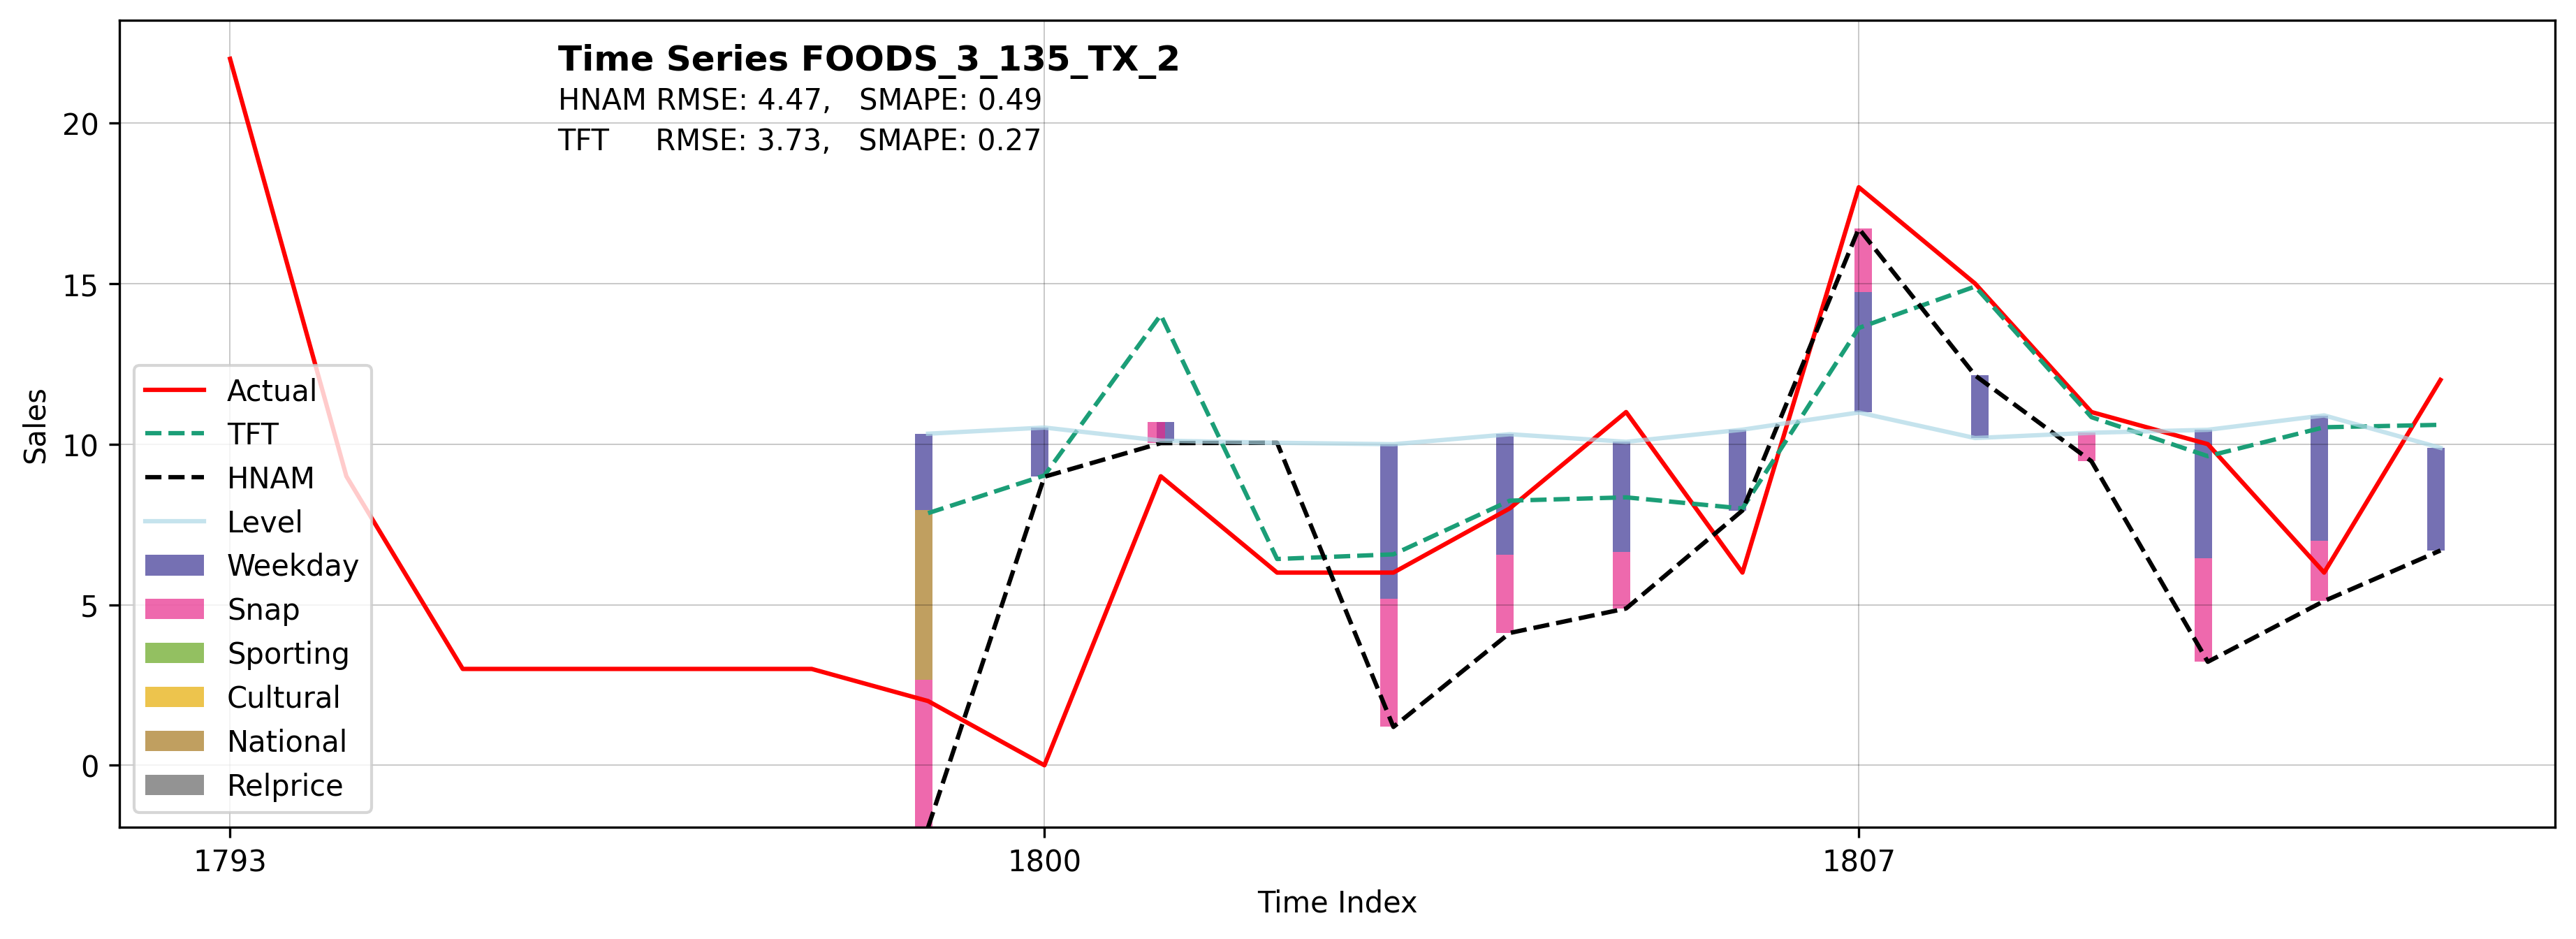 Time Series FOODS_3_135_TX_2
HNAM RMSE: 4.47, SMAPE: 0.49
TFT RMSE: 3.73, SMAPE: 0.27
20
15
10
5
0
Sales
Actual
TFT
HNAM
Level
Weekday
Snap
Sporting
Cultural
National
Relprice
1793
1800
1807
Time Index